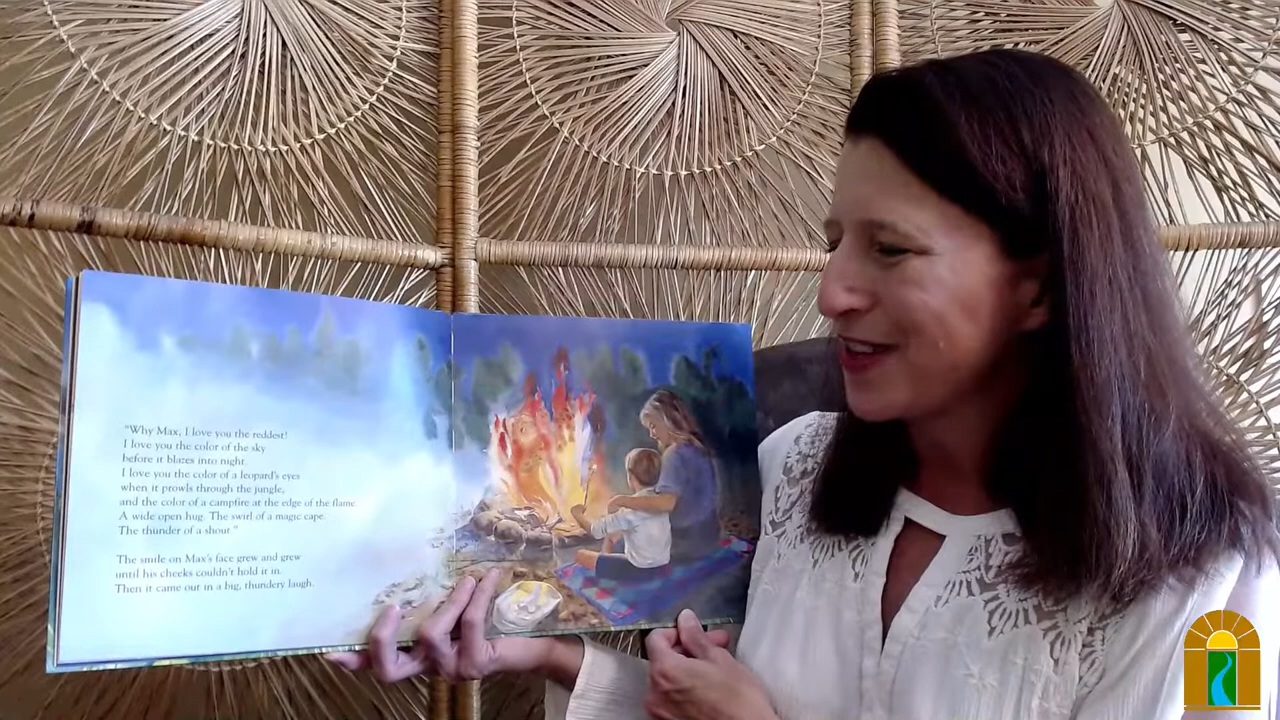 "Why Max, I love you the reddest!
I love you the color of the sky
before it blazes into night.
I love you the color of a leopard's eyes
when it prowls through the jungle,
and the color of a campfire at the edge of the flame.
A wide open hug. The swirl of a magic cape.
The thunder of a shout."
The smile on Max's face grew and grew
until his cheeks couldn't hold it in.
Then it came out in a big, thundery laugh.